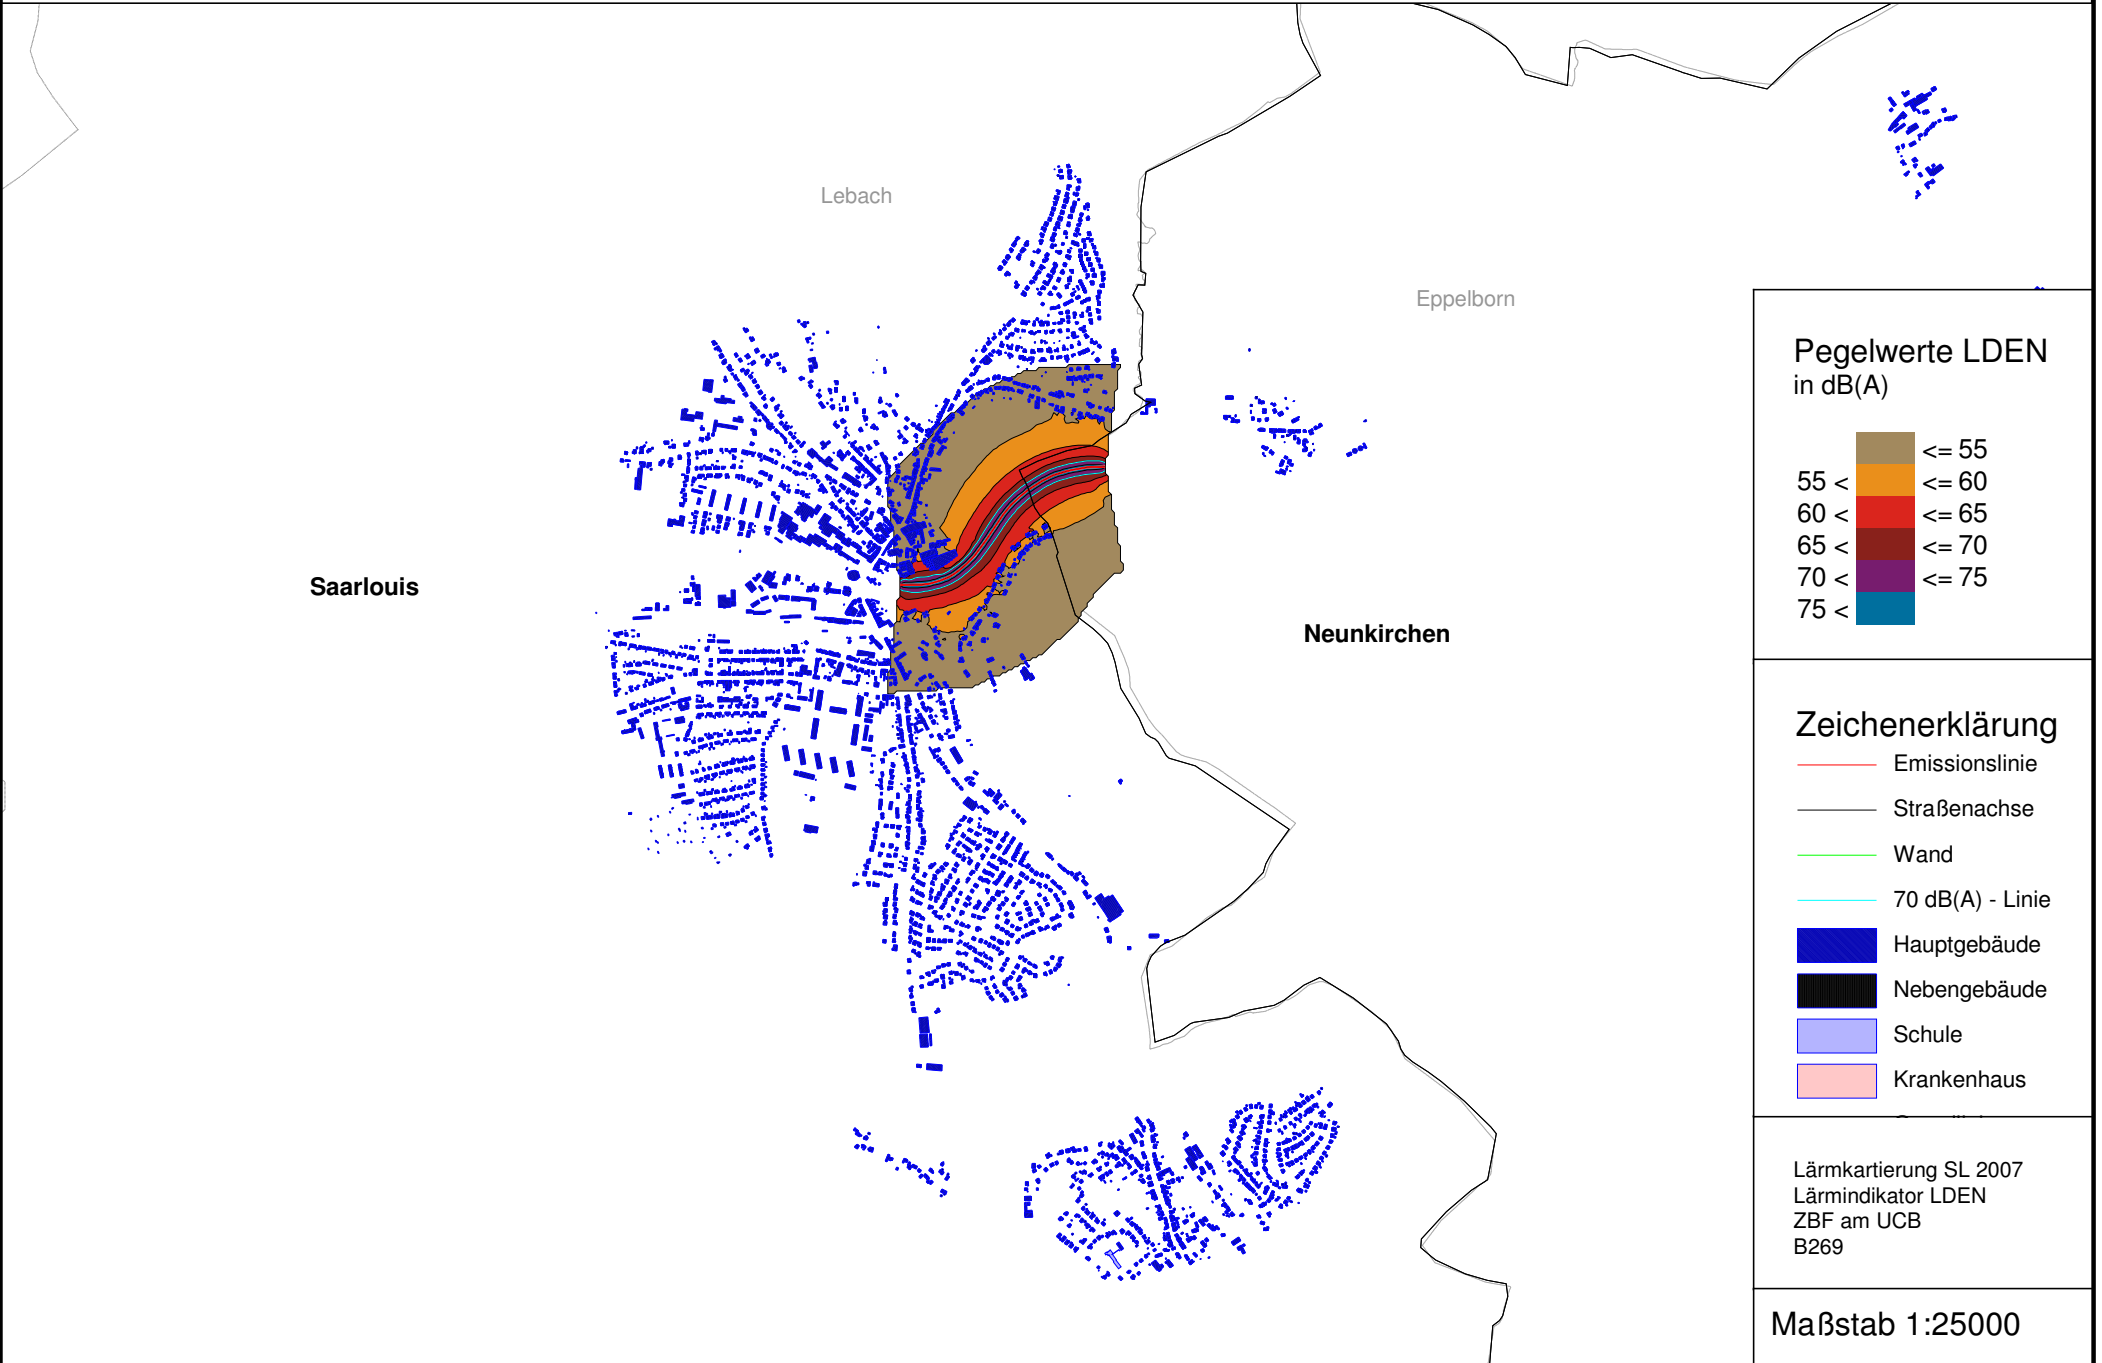 Lebach
Eppelborn
Saarlouis
Neunkirchen
Pegelwerte LDEN
in dB(A)
<= 55
55 < <= 60
60 < <= 65
65 < <= 70
70 < <= 75
75 <
Zeichenerklärung
Emissionslinie
Straßenachse
Wand
70 dB(A) - Linie
Hauptgebäude
Nebengebäude
Schule
Krankenhaus
Lärmkartierung SL 2007
Lärmindikator LDEN
ZBF am UCB
B269
Maßstab 1:25000